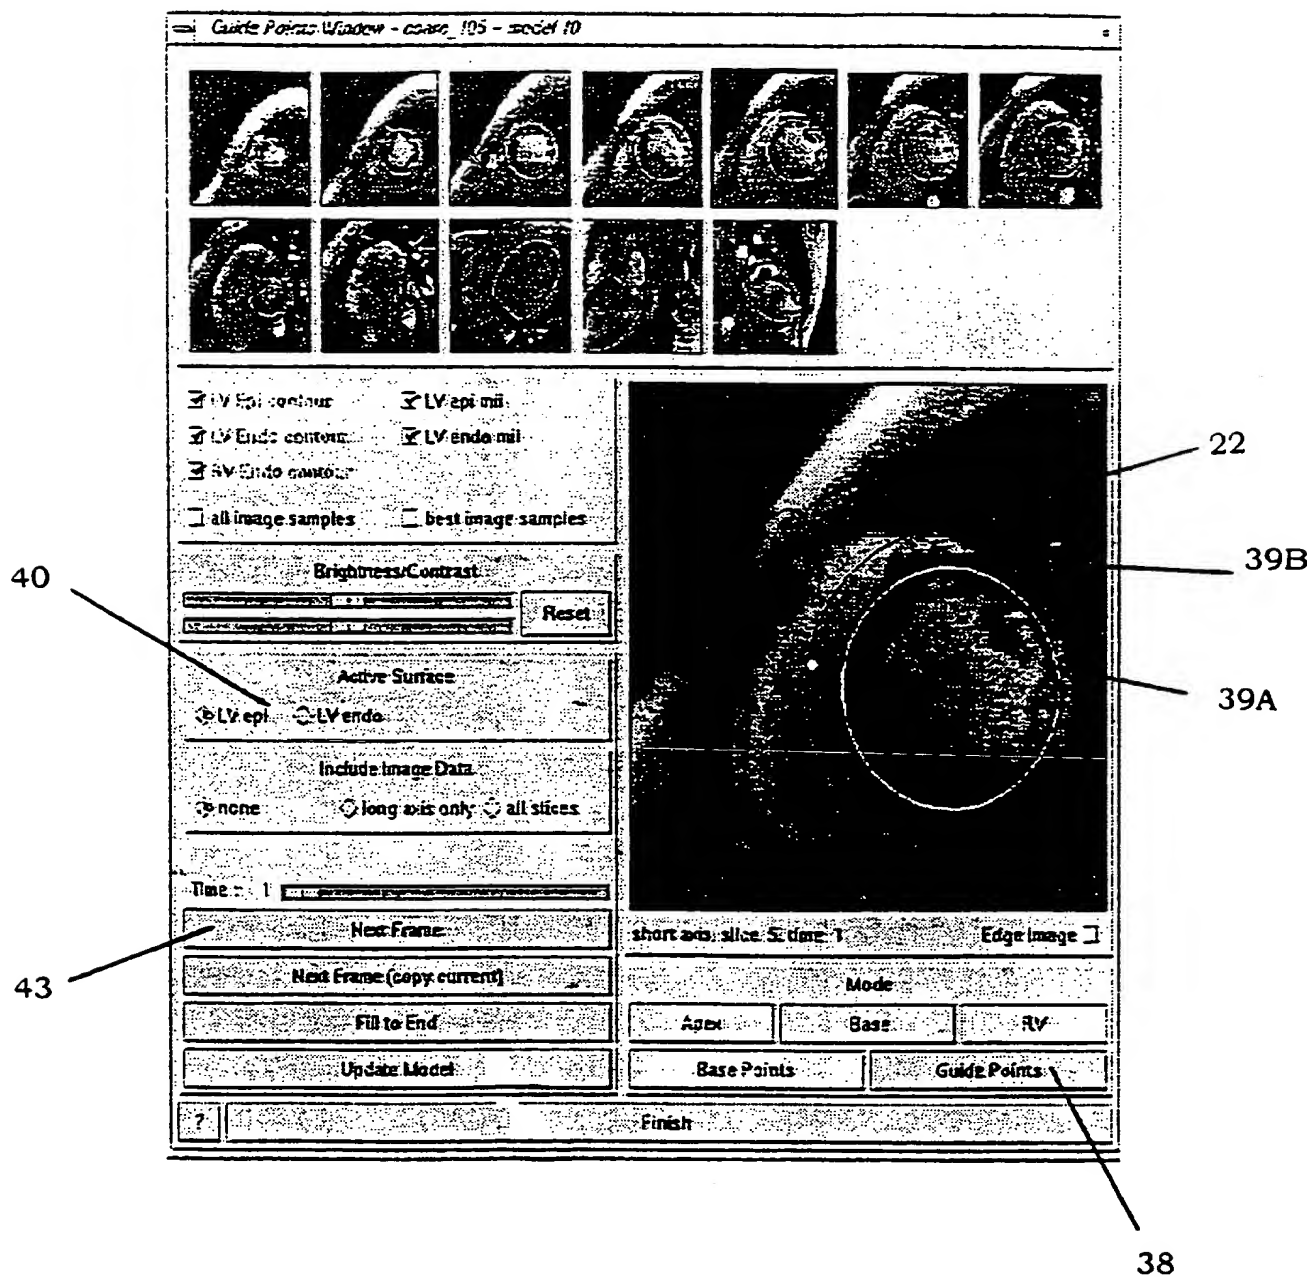 Guide Points Window - model 10
LV Epi contour LV epi mil
LV Endo contour LV endo mil
RV Endo contour
all image samples best image samples
22
39B
Brightness/Contrast
40
Reset
Active Surface
39A
LV epi LV endo
Include Image Data
none long axis only all slices
Time = 1
Next Frame
short axis, slice 5, time 1 Edge Image
43
Next Frame (copy current)
Mode
Fill to End
Apex Base RV
Update Model
Base Points Guide Points
? Finish
38